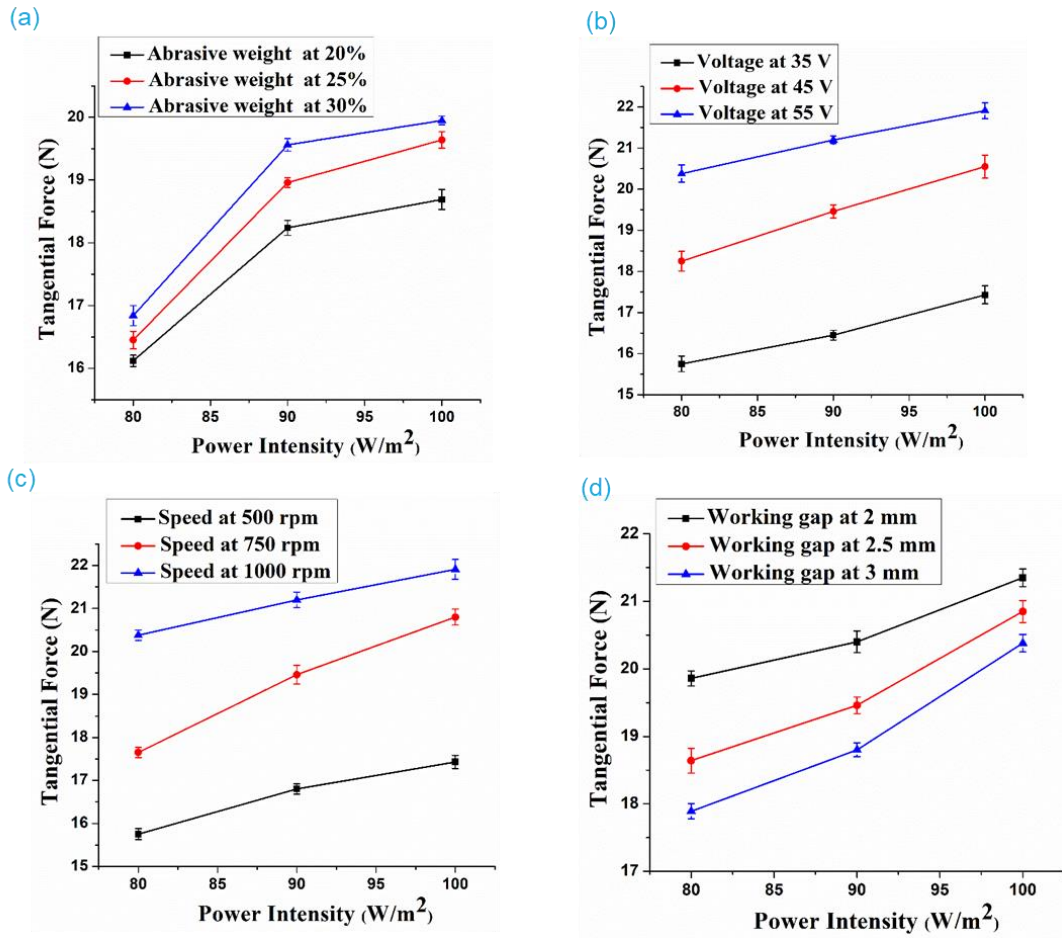 (a)
Abrasive weight at 20%
Abrasive weight at 25%
Abrasive weight at 30%
20
19
18
17
16
Tangential Force (N)
80 85 90 95 100
Power Intensity (W/m²)
(b)
Voltage at 35 V
Voltage at 45 V
Voltage at 55 V
22
21
20
19
18
17
16
15
Tangential Force (N)
80 85 90 95 100
Power Intensity (W/m²)
(c)
Speed at 500 rpm
Speed at 750 rpm
Speed at 1000 rpm
22
21
20
19
18
17
16
15
Tangential Force (N)
80 85 90 95 100
Power Intensity (W/m²)
(d)
Working gap at 2 mm
Working gap at 2.5 mm
Working gap at 3 mm
21
20
19
18
17
Tangential Force (N)
80 85 90 95 100
Power Intensity (W/m²)